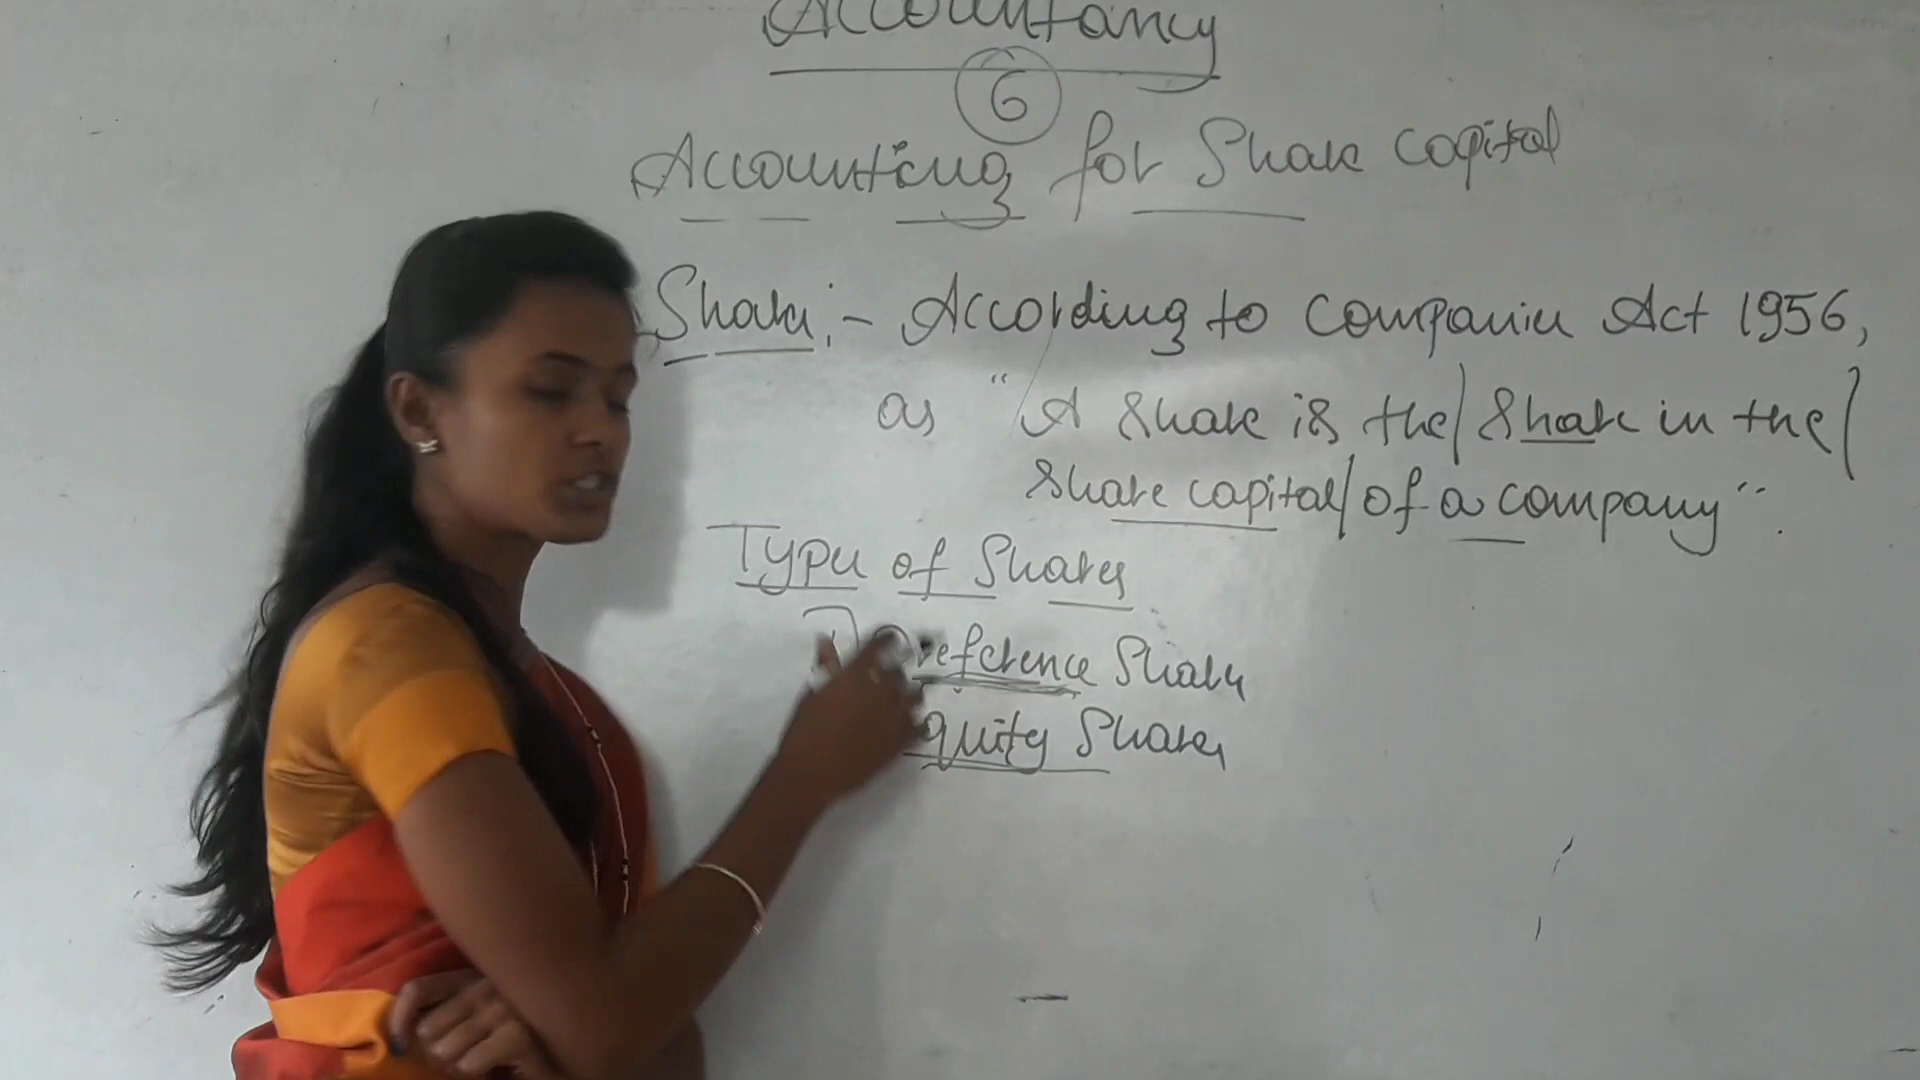 Accountancy
6
Accounting for Share capital
Shares :- According to Companies Act 1956,
as "A Share is the Share in the
Share capital of a company".
Types of Shares
Preference Shares
Equity Shares